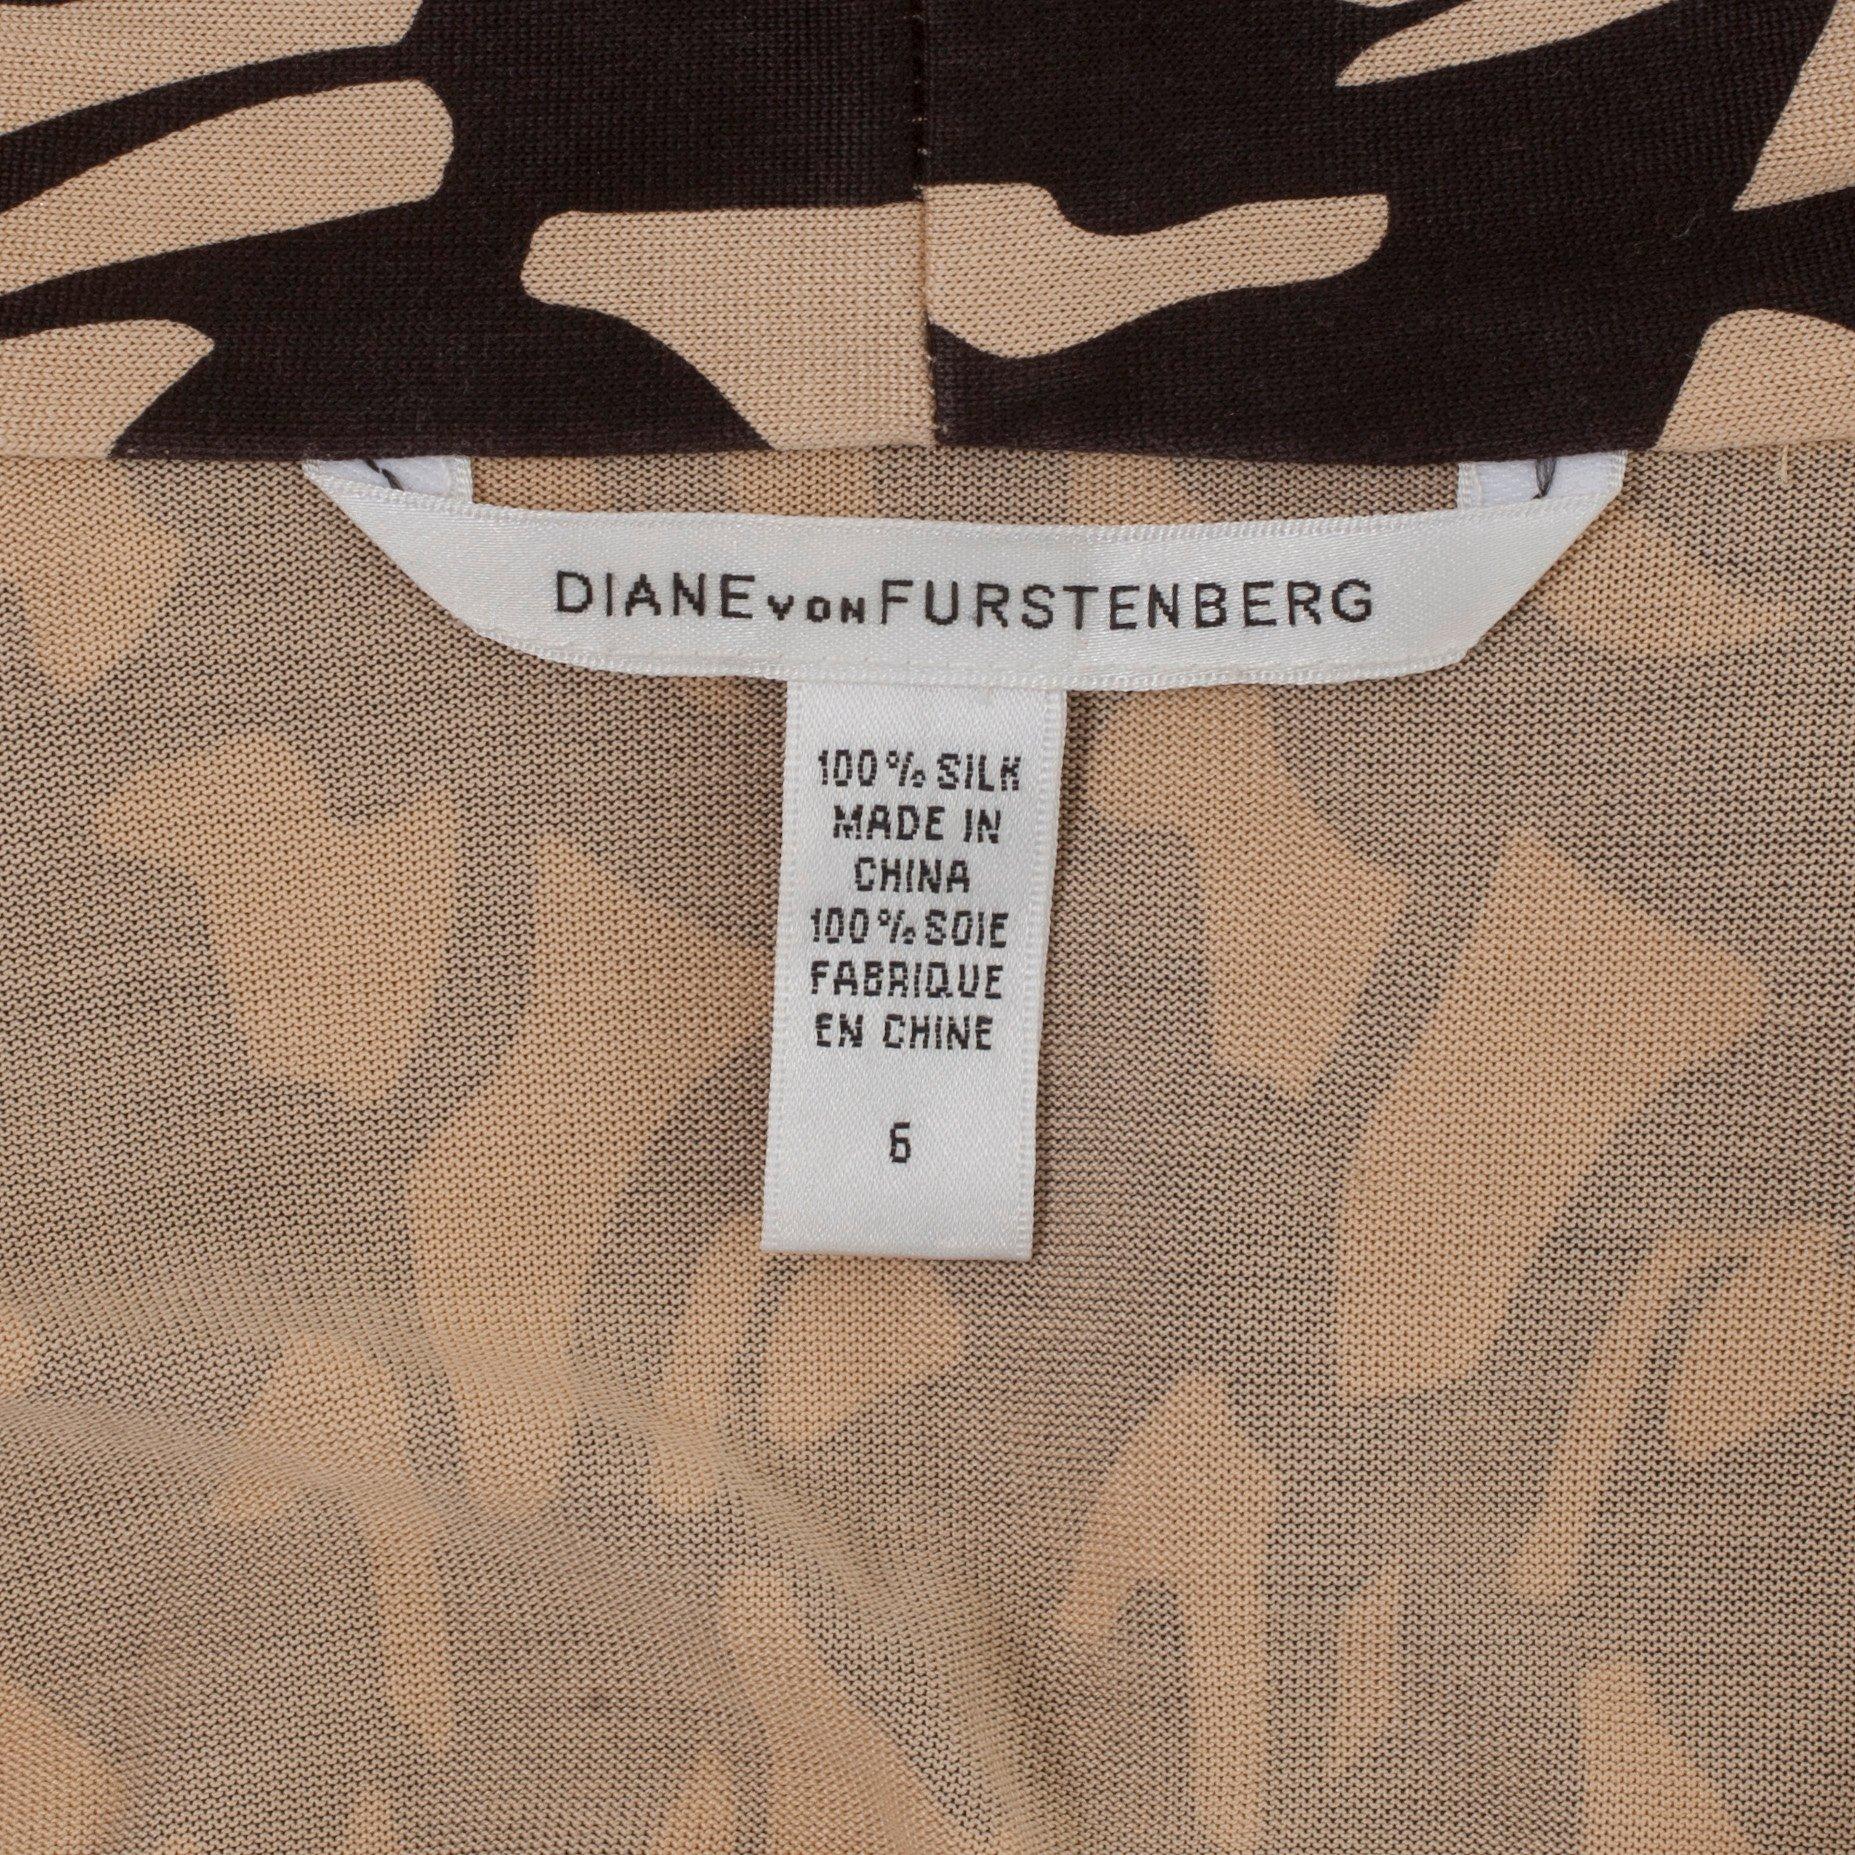 DIANE VON FURSTENBERG
100% SILK
MADE IN
CHINA
100% SOIE
FABRIQUE
EN CHINE
6